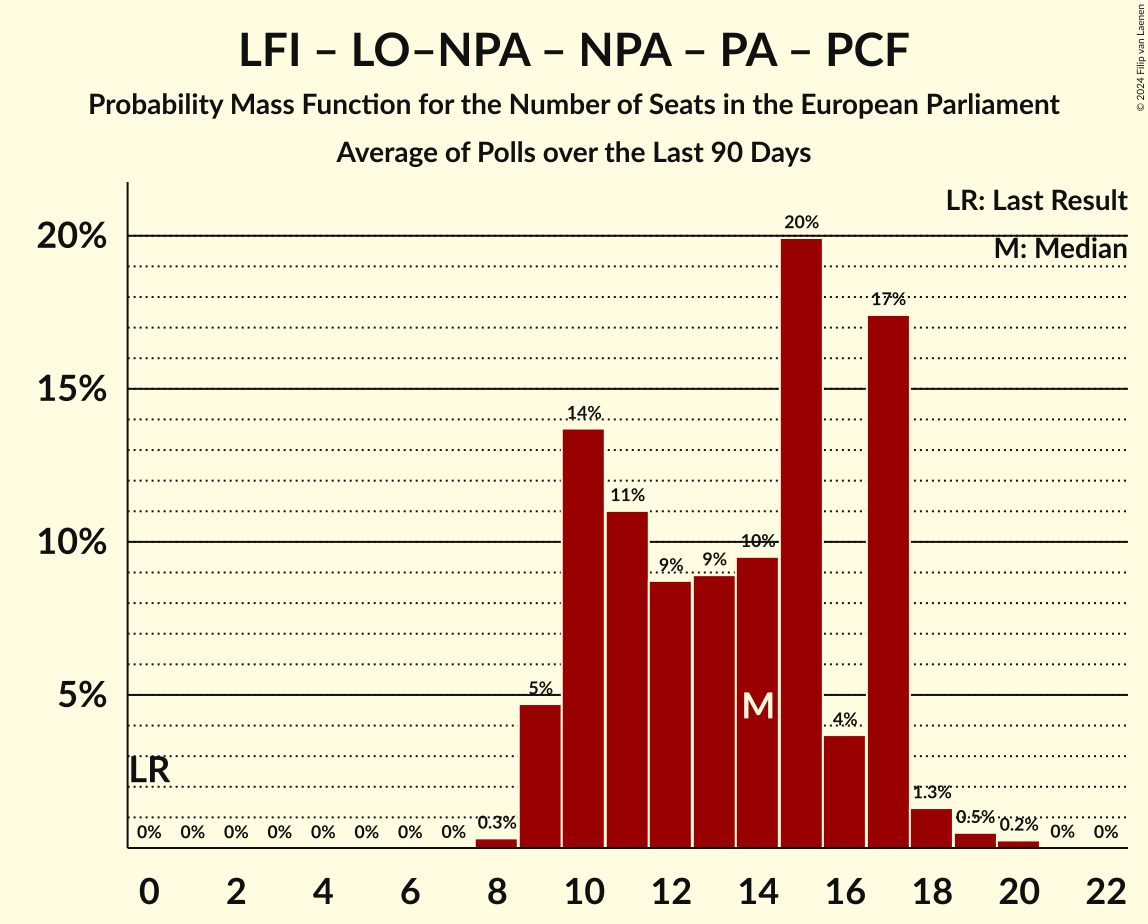 LFI – LO–NPA – NPA – PA – PCF
Probability Mass Function for the Number of Seats in the European Parliament
Average of Polls over the Last 90 Days
© 2024 Filip van Laenen
LR: Last Result
M: Median
20%
15%
10%
5%
0% 0% 0% 0% 0% 0% 0% 0% 0.3% 5% 14% 11% 9% 9% 10% 20% 4% 17% 1.3% 0.5% 0.2% 0% 0%
LR
M
0 2 4 6 8 10 12 14 16 18 20 22